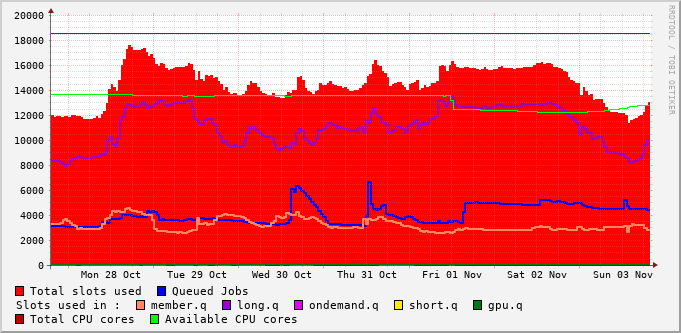 20000
18000
16000
14000
12000
10000
8000
6000
4000
2000
0
Mon 28 Oct Tue 29 Oct Wed 30 Oct Thu 31 Oct Fri 01 Nov Sat 02 Nov Sun 03 Nov
RRDTOOL / TOBI OETIKER
Total slots used Queued Jobs
Slots used in : member.q long.q ondemand.q short.q gpu.q
Total CPU cores Available CPU cores